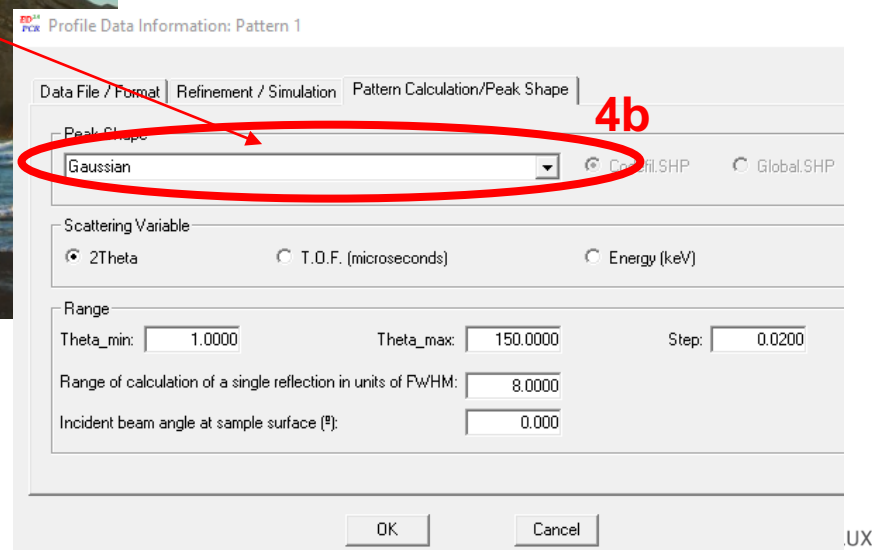 ED PCR Profile Data Information: Pattern 1
Data File / Format Refinement / Simulation Pattern Calculation/Peak Shape
4b
Peak Shape
Gaussian .SHP Global.SHP
Scattering Variable
2Theta T.O.F. (microseconds) Energy (keV)
Range
Theta_min: 1.0000 Theta_max: 150.0000 Step: 0.0200
Range of calculation of a single reflection in units of FWHM: 8.0000
Incident beam angle at sample surface (º): 0.000
OK Cancel
UX